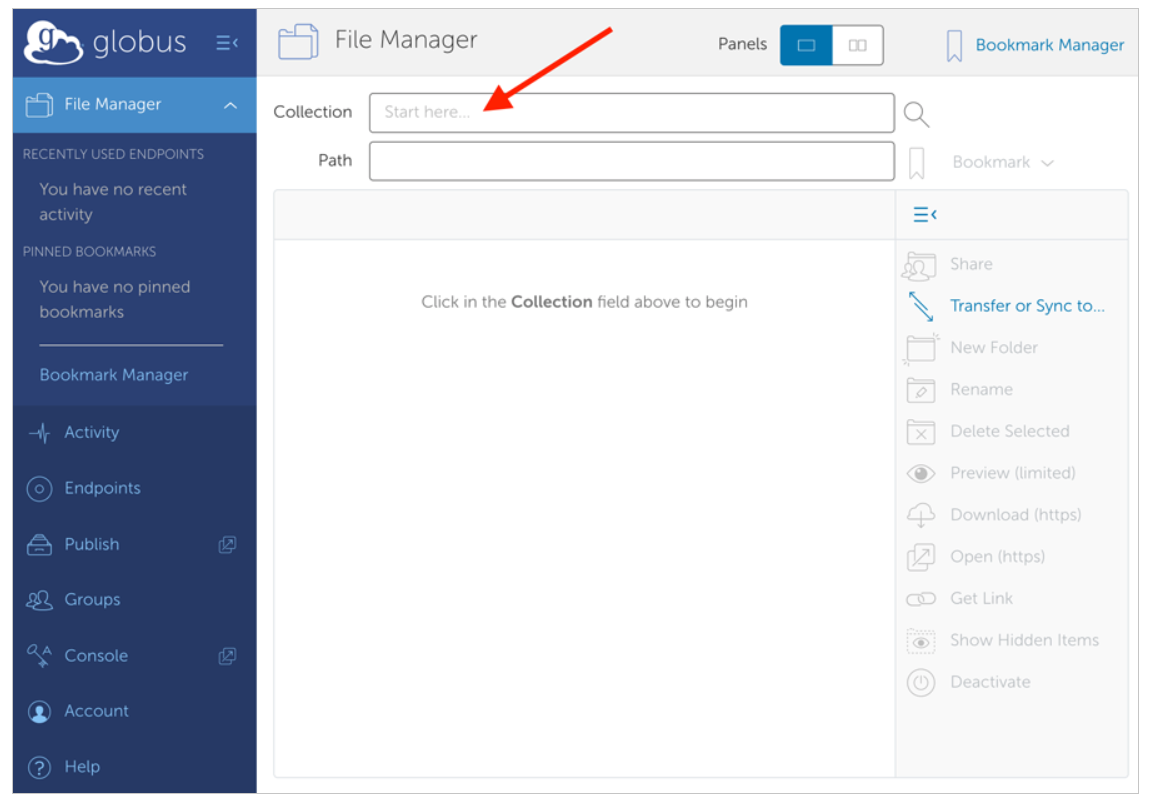 globus
File Manager
Panels
Bookmark Manager
File Manager
RECENTLY USED ENDPOINTS
You have no recent
activity
PINNED BOOKMARKS
You have no pinned
bookmarks
Bookmark Manager
Activity
Endpoints
Publish
Groups
Console
Account
Help
Collection
Start here...
Path
Bookmark
Click in the Collection field above to begin
Share
Transfer or Sync to...
New Folder
Rename
Delete Selected
Preview (limited)
Download (https)
Open (https)
Get Link
Show Hidden Items
Deactivate